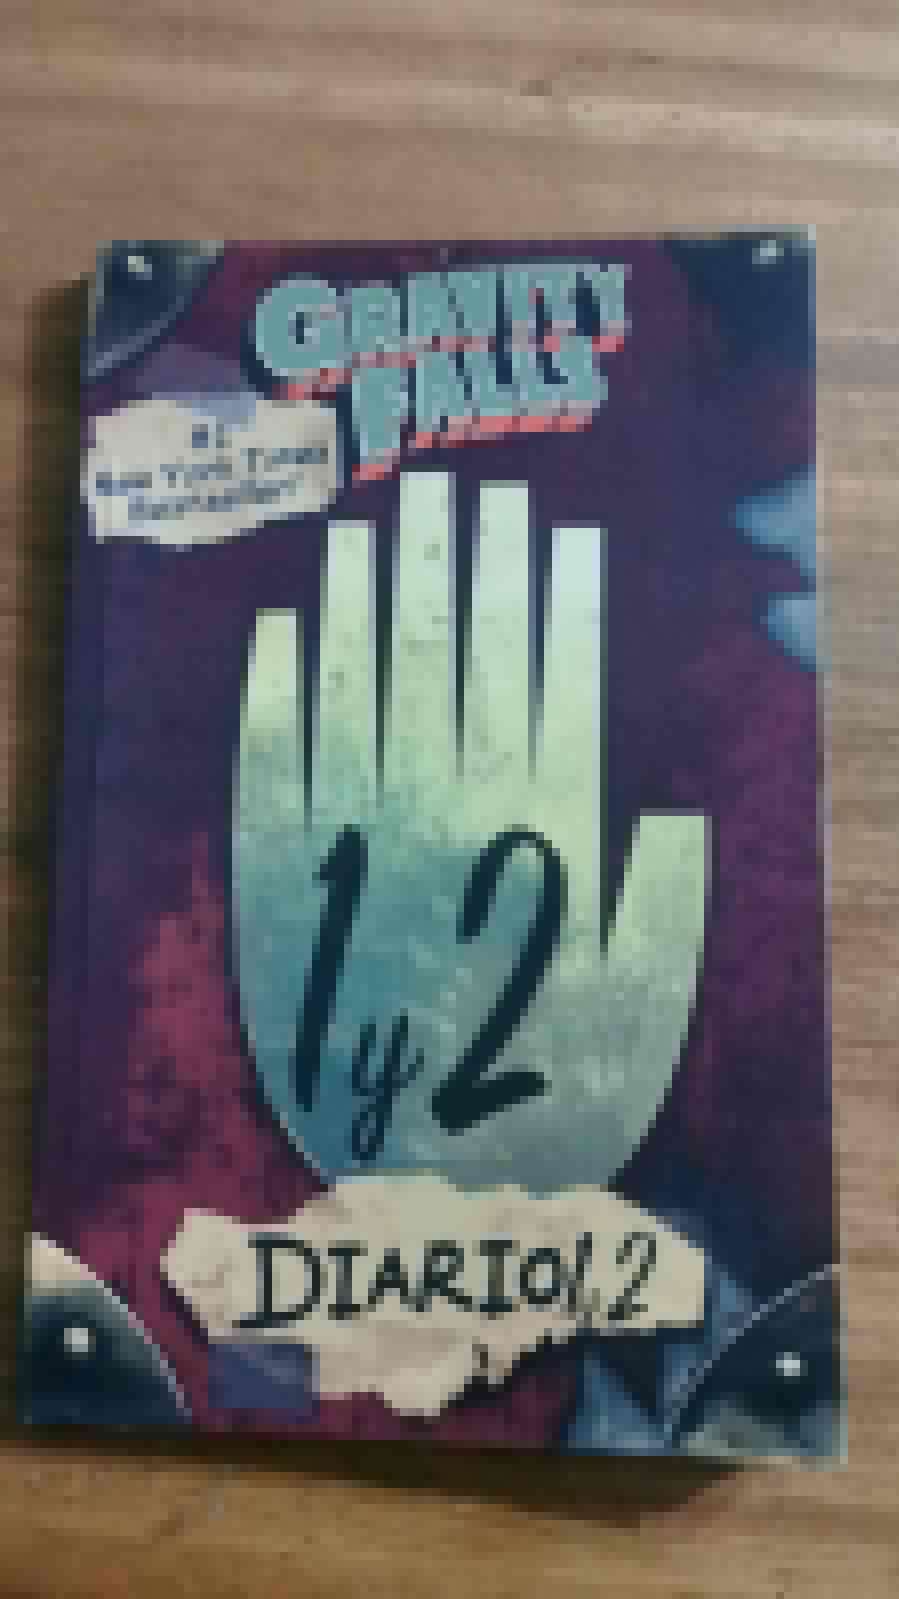 GRAVITY
FALLS
#1
New York Times
Bestseller
1 y 2
DIARIO 1, 2